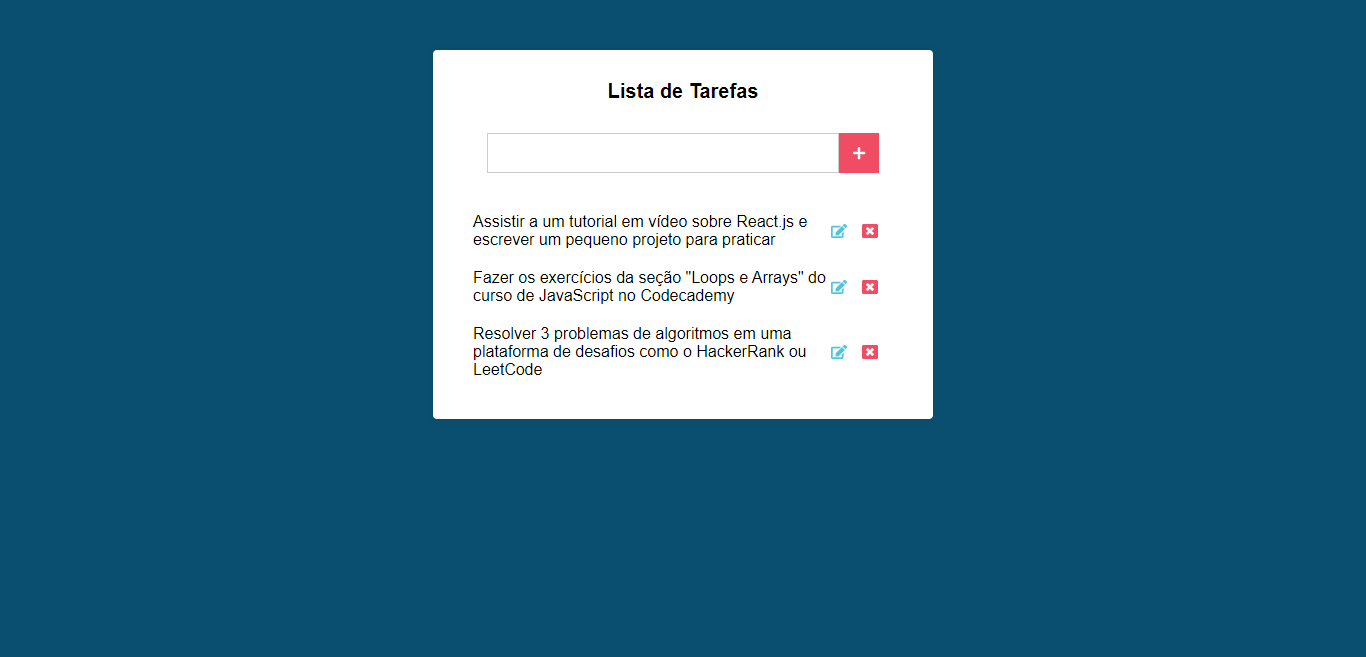 Lista de Tarefas
Assistir a um tutorial em vídeo sobre React.js e
escrever um pequeno projeto para praticar
Fazer os exercícios da seção "Loops e Arrays" do
curso de JavaScript no Codecademy
Resolver 3 problemas de algoritmos em uma
plataforma de desafios como o HackerRank ou
LeetCode